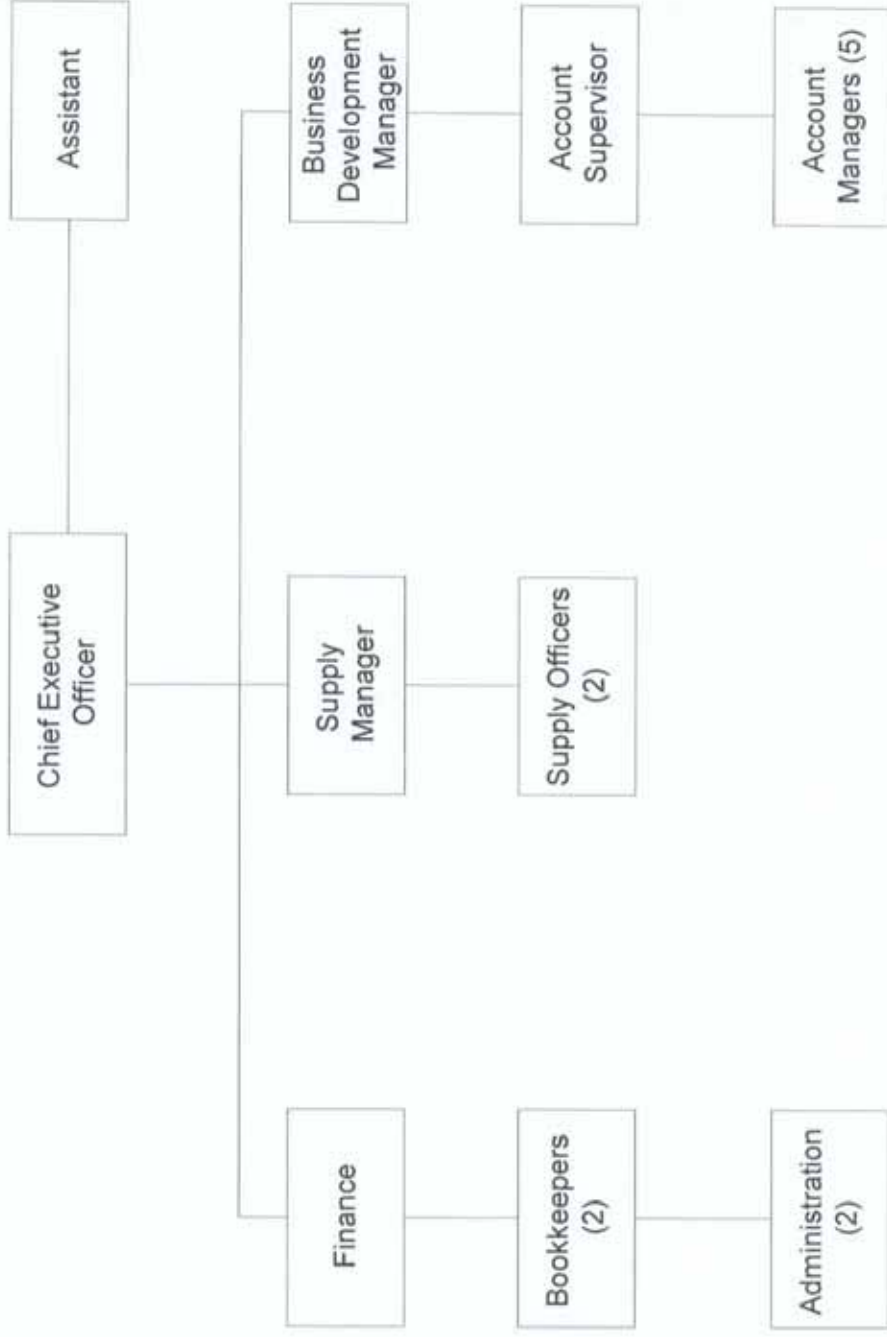 Chief Executive
Officer
Assistant
Finance
Supply
Manager
Business
Development
Manager
Bookkeepers
(2)
Supply Officers
(2)
Account
Supervisor
Administration
(2)
Account
Managers (5)